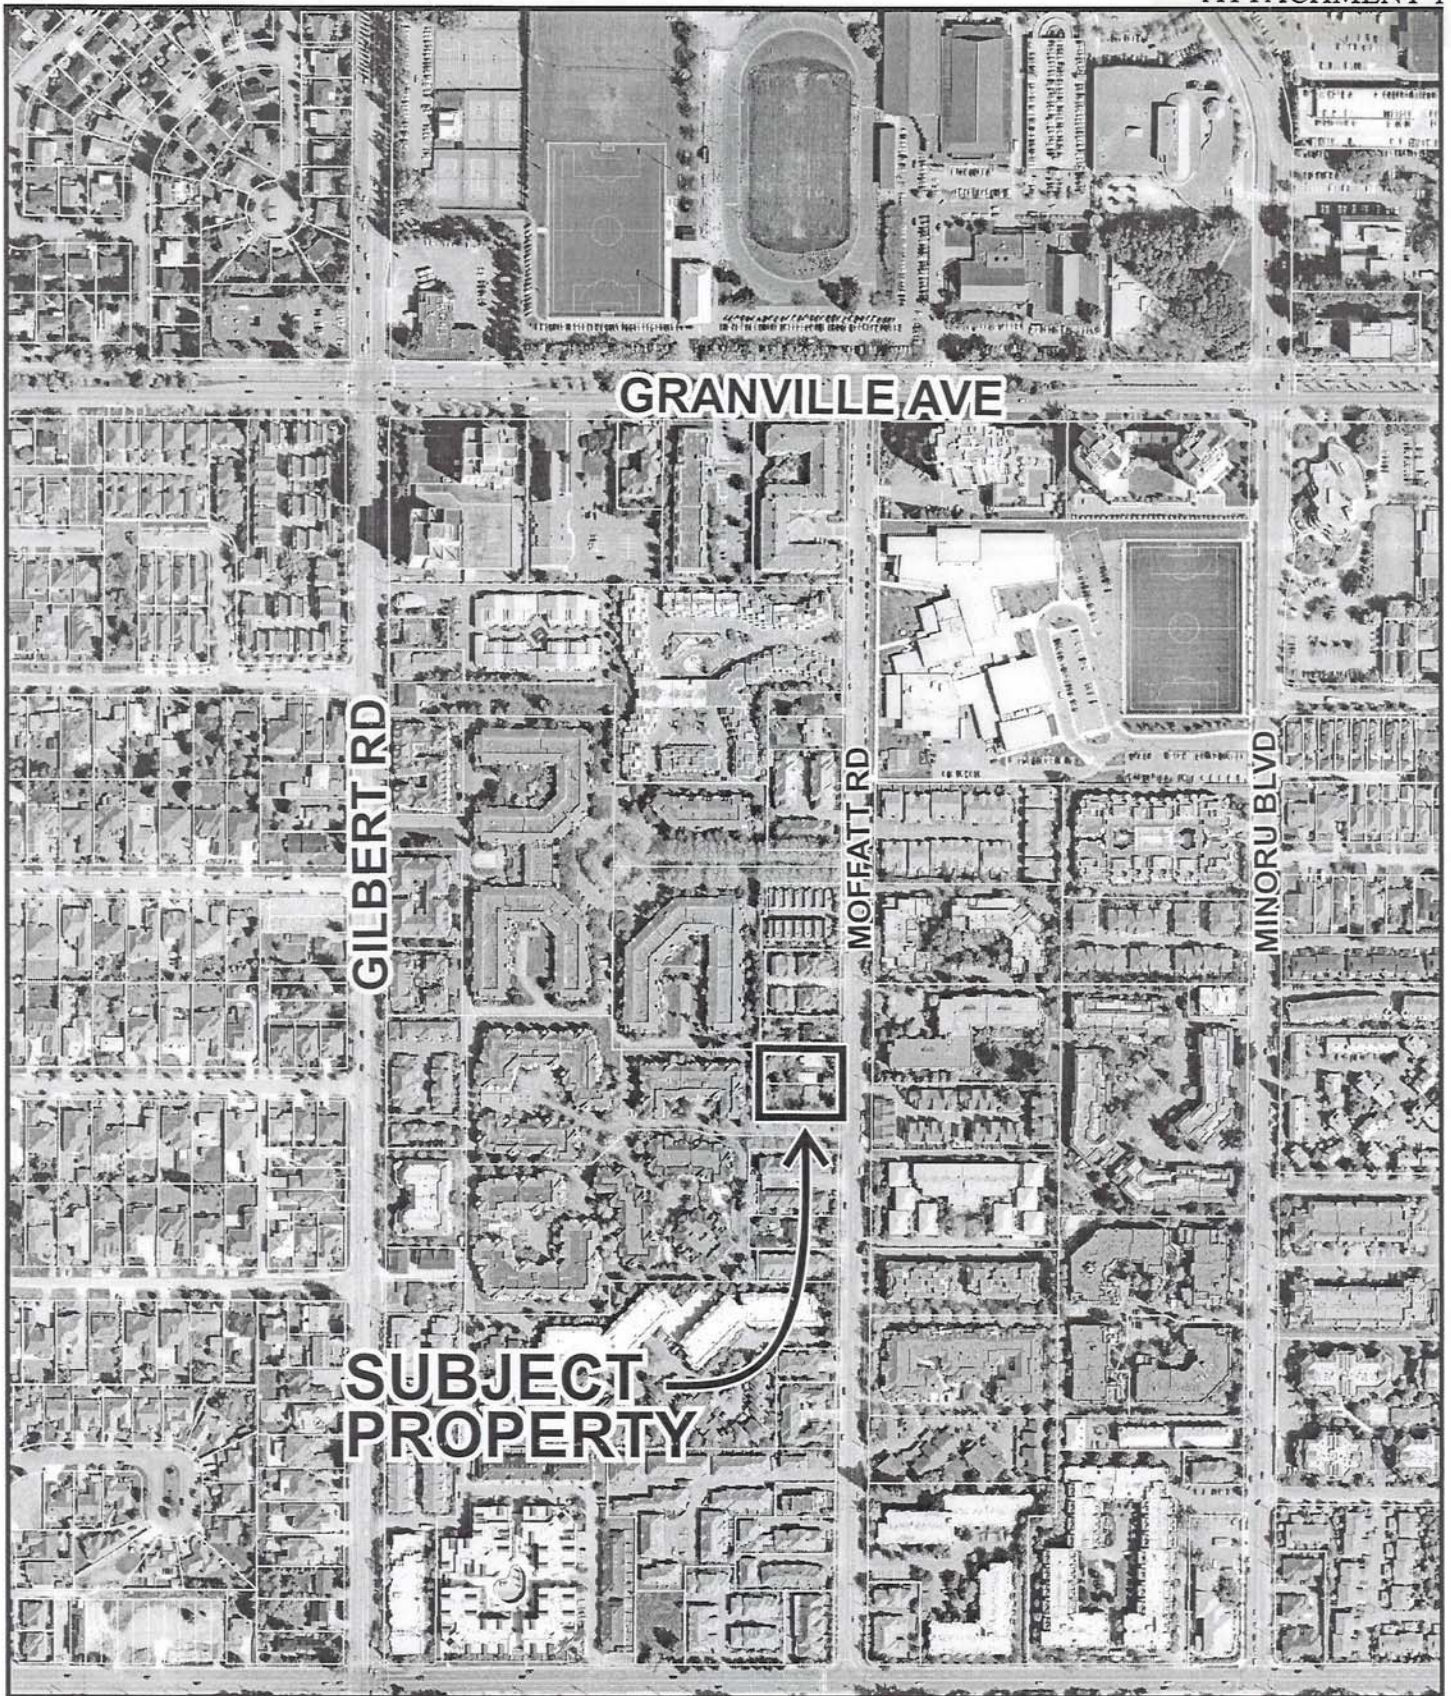 GRANVILLE AVE
GILBERT RD
MOFFATT RD
MINORU BLVD
SUBJECT
PROPERTY